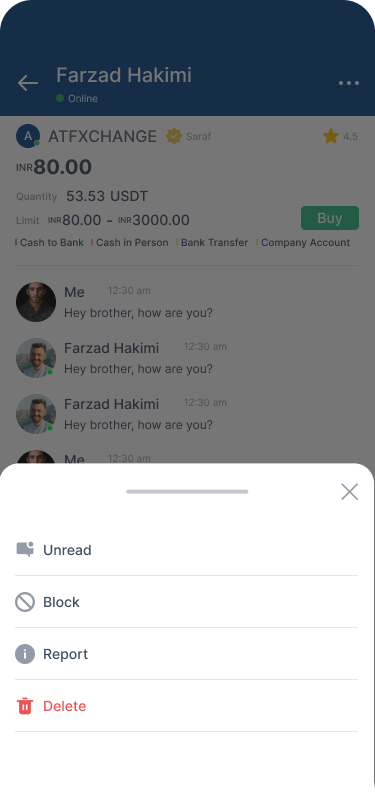 Farzad Hakimi
Online
A ATFXCHANGE Saraf 4.5
INR80.00
Quantity 53.53 USDT
Limit INR80.00 - INR3000.00
Buy
Cash to Bank Cash in Person Bank Transfer Company Account
Me 12:30 am
Hey brother, how are you?
Farzad Hakimi 12:30 am
Hey brother, how are you?
Farzad Hakimi 12:30 am
Hey brother, how are you?
Me 12:30 am
Unread
Block
Report
Delete